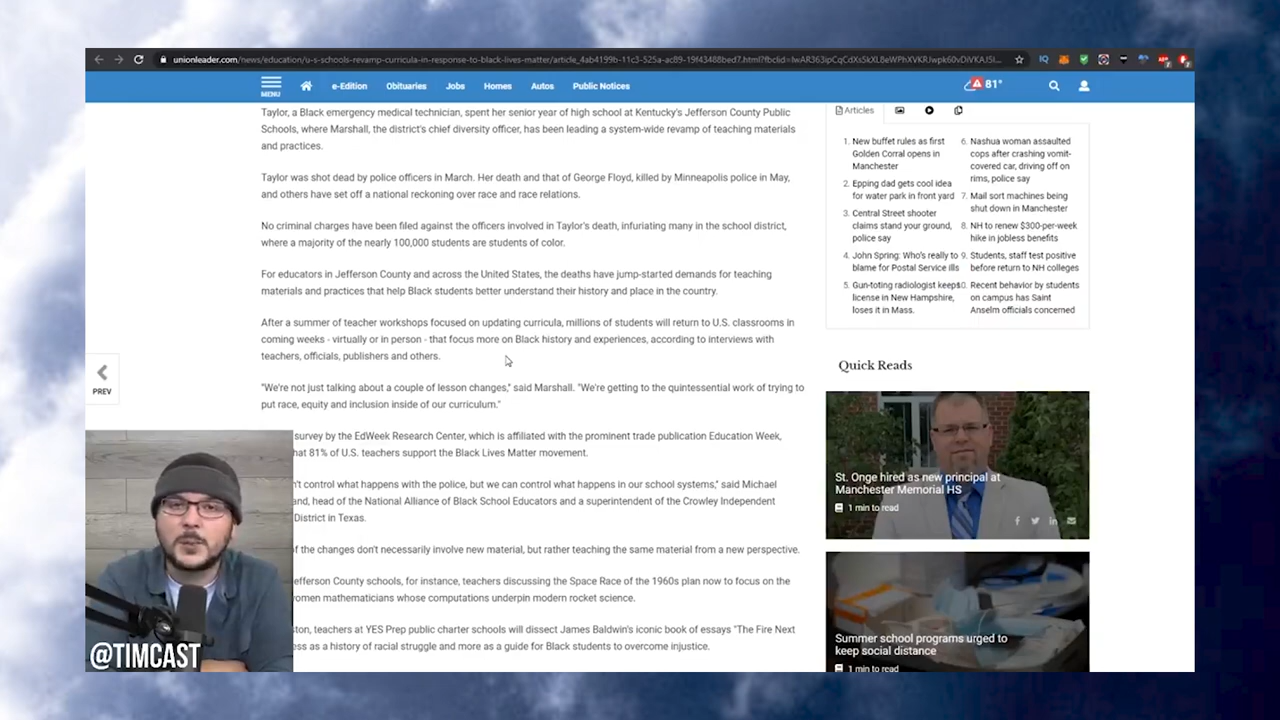 unionleader.com/news/education/u-s-schools-revamp-curricula-in-response-to-black-lives-matter/
MENU
e-Edition
Obituaries
Jobs
Homes
Autos
Public Notices
81°
Taylor, a Black emergency medical technician, spent her senior year of high school at Kentucky's Jefferson County Public
Schools, where Marshall, the district's chief diversity officer, has been leading a system-wide revamp of teaching materials
and practices.
Taylor was shot dead by police officers in March. Her death and that of George Floyd, killed by Minneapolis police in May,
and others have set off a national reckoning over race and race relations.
No criminal charges have been filed against the officers involved in Taylor's death, infuriating many in the school district,
where a majority of the nearly 100,000 students are students of color.
For educators in Jefferson County and across the United States, the deaths have jump-started demands for teaching
materials and practices that help Black students better understand their history and place in the country.
After a summer of teacher workshops focused on updating curricula, millions of students will return to U.S. classrooms in
coming weeks - virtually or in person - that focus more on Black history and experiences, according to interviews with
teachers, officials, publishers and others.
"We're not just talking about a couple of lesson changes," said Marshall. "We're getting to the quintessential work of trying to
put race, equity and inclusion inside of our curriculum."
survey by the EdWeek Research Center, which is affiliated with the prominent trade publication Education Week,
hat 81% of U.S. teachers support the Black Lives Matter movement.
't control what happens with the police, but we can control what happens in our school systems," said Michael
and, head of the National Alliance of Black School Educators and a superintendent of the Crowley Independent
District in Texas.
f the changes don't necessarily involve new material, but rather teaching the same material from a new perspective.
efferson County schools, for instance, teachers discussing the Space Race of the 1960s plan now to focus on the
women mathematicians whose computations underpin modern rocket science.
ston, teachers at YES Prep public charter schools will dissect James Baldwin's iconic book of essays "The Fire Next
ess as a history of racial struggle and more as a guide for Black students to overcome injustice.
PREV
Articles
1. New buffet rules as first
Golden Corral opens in
Manchester
2. Epping dad gets cool idea
for water park in front yard
3. Central Street shooter
claims stand your ground,
police say
4. John Spring: Who's really to
blame for Postal Service ills
5. Gun-toting radiologist keeps
license in New Hampshire,
loses it in Mass.
6. Nashua woman assaulted
cops after crashing vomit-
covered car, driving off on
rims, police say
7. Mail sort machines being
shut down in Manchester
8. NH to renew $300-per-week
hike in jobless benefits
9. Students, staff test positive
before return to NH colleges
0. Recent behavior by students
on campus has Saint
Anselm officials concerned
Quick Reads
St. Onge hired as new principal at
Manchester Memorial HS
1 min to read
Summer school programs urged to
keep social distance
1 min to read
@TIMCAST